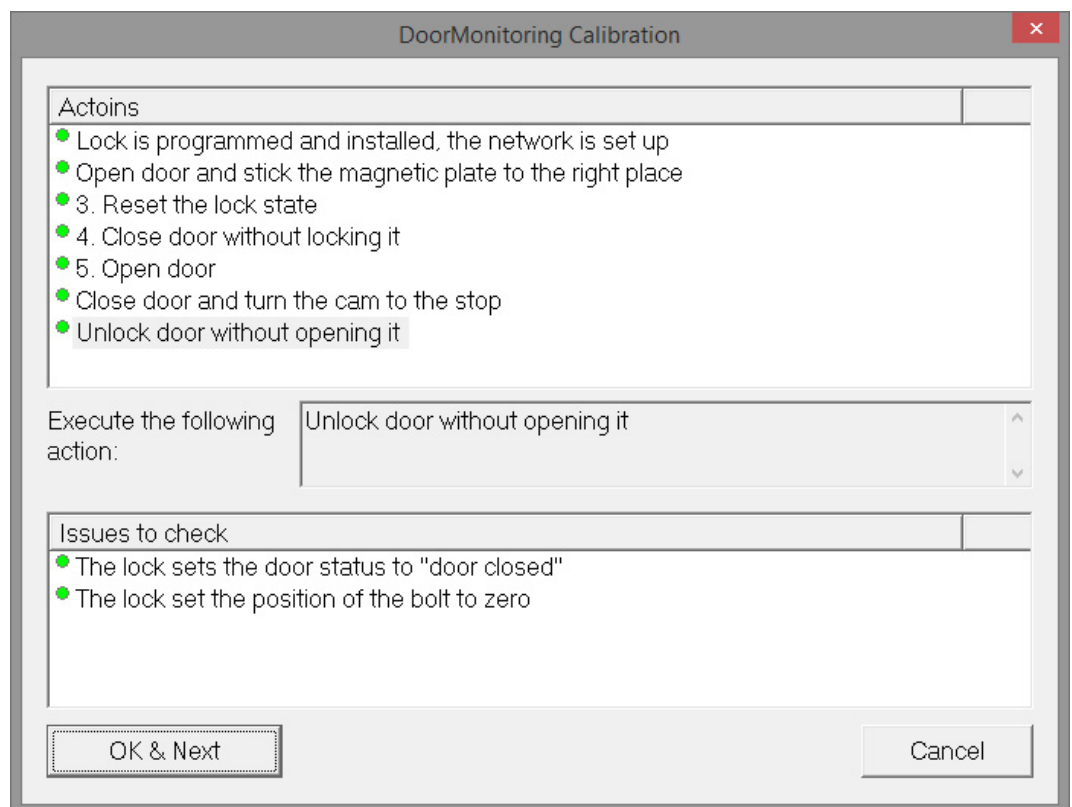 DoorMonitoring Calibration
Actoins
Lock is programmed and installed, the network is set up
Open door and stick the magnetic plate to the right place
3. Reset the lock state
4. Close door without locking it
5. Open door
Close door and turn the cam to the stop
Unlock door without opening it
Execute the following
action:
Unlock door without opening it
Issues to check
The lock sets the door status to "door closed"
The lock set the position of the bolt to zero
OK & Next
Cancel